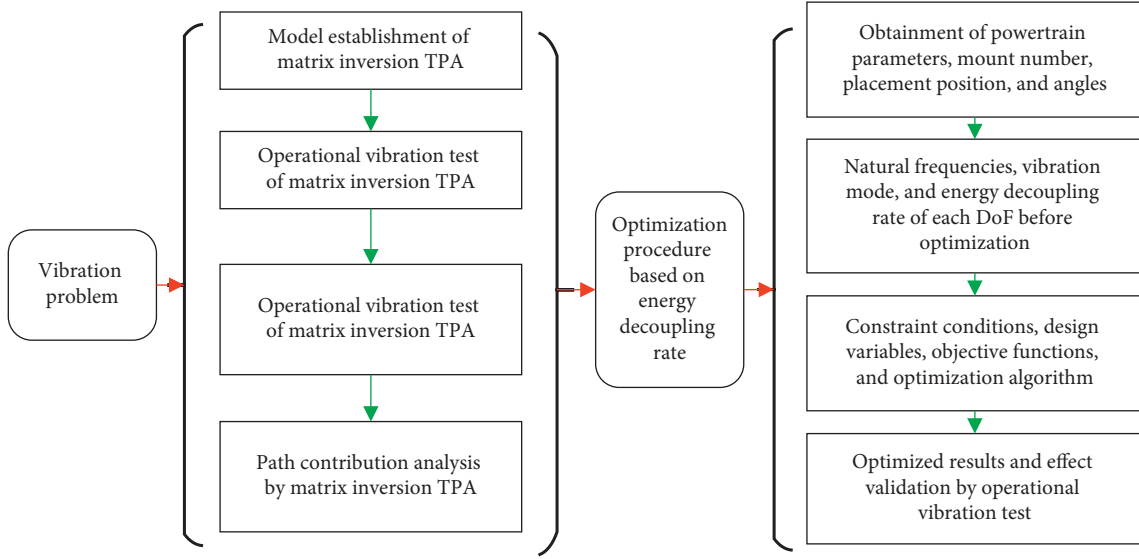 Vibration
problem
Model establishment of
matrix inversion TPA
Operational vibration test
of matrix inversion TPA
Operational vibration test
of matrix inversion TPA
Path contribution analysis
by matrix inversion TPA
Optimization
procedure
based on
energy
decoupling
rate
Obtainment of powertrain
parameters, mount number,
placement position, and angles
Natural frequencies, vibration
mode, and energy decoupling
rate of each DoF before
optimization
Constraint conditions, design
variables, objective functions,
and optimization algorithm
Optimized results and effect
validation by operational
vibration test